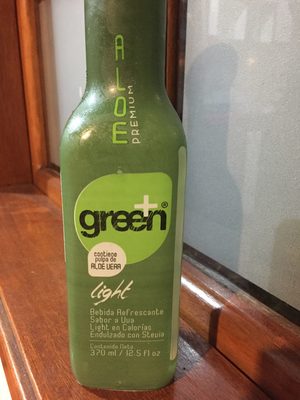 ALOE
PREMIUM
green+®
contiene
pulpa de
ALOE VERA
light
Bebida Refrescante
Sabor a Uva
Light en Calorías
Endulzado con Stevia
Contenido Neto
370 ml / 12.5 fl oz